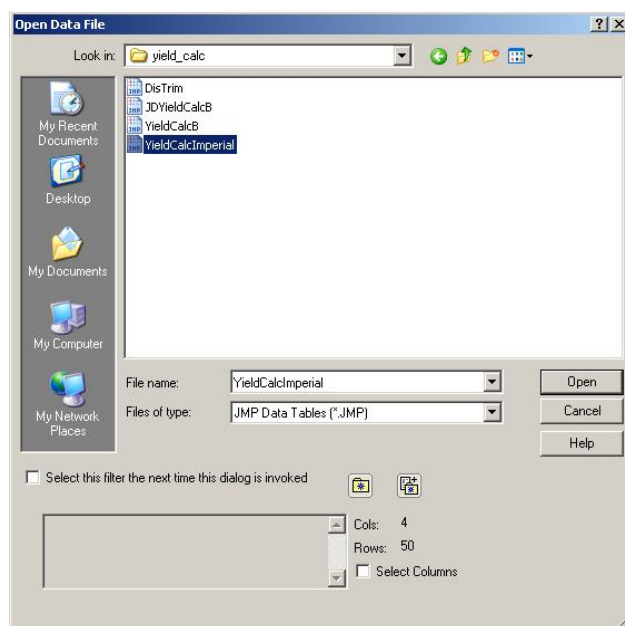 Open Data File
Look in: yield_calc
DisTrim
JDYieldCalcB
YieldCalcB
YieldCalcImperial
My Recent
Documents
Desktop
My Documents
My Computer
My Network
Places
File name: YieldCalcImperial Open
Files of type: JMP Data Tables (*.JMP) Cancel
Help
Select this filter the next time this dialog is invoked
Cols: 4
Rows: 50
Select Columns